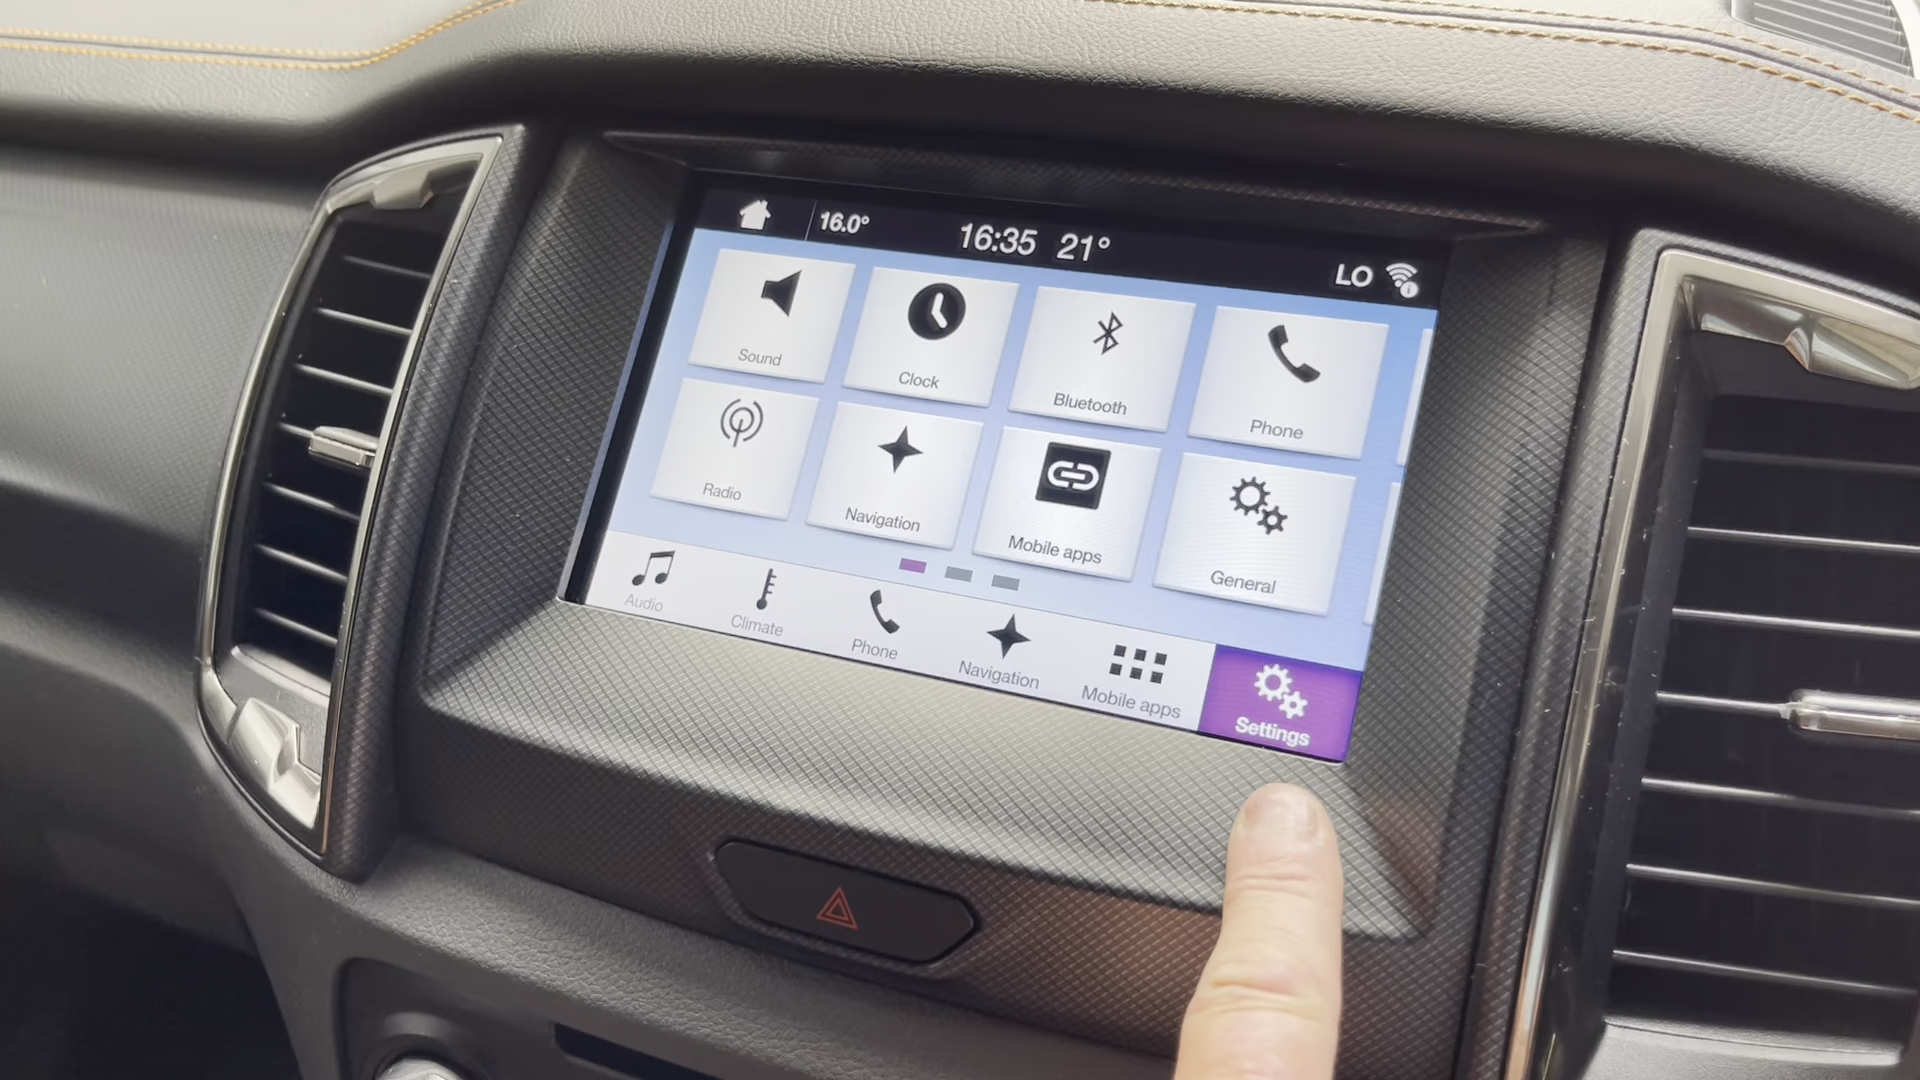 16.0° 16:35 21° LO
Sound Clock Bluetooth Phone
Radio Navigation Mobile apps General
Audio Climate Phone Navigation Mobile apps Settings